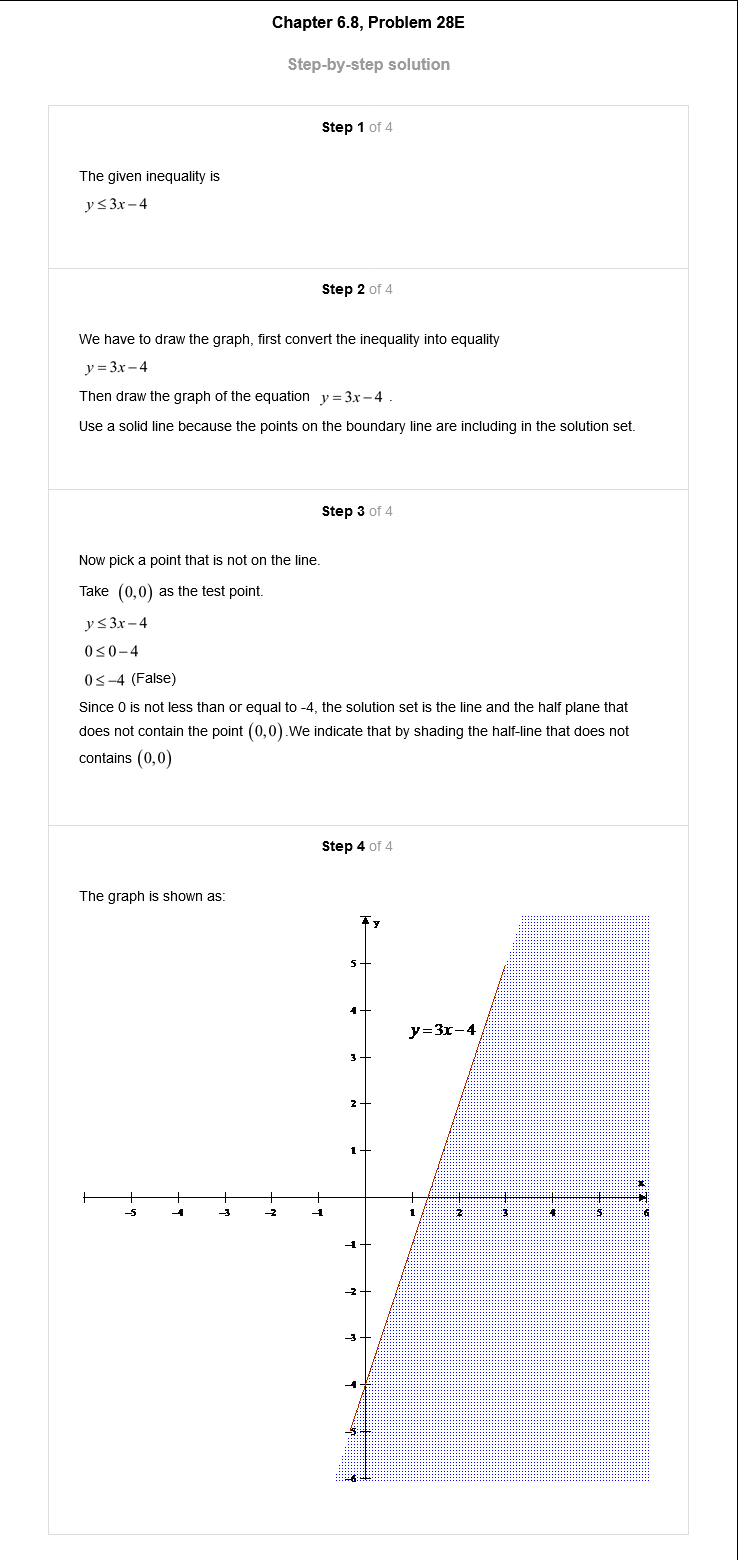 Chapter 6.8, Problem 28E
Step-by-step solution
Step 1 of 4
The given inequality is
y ≤ 3x − 4
Step 2 of 4
We have to draw the graph, first convert the inequality into equality
y = 3x − 4
Then draw the graph of the equation y = 3x − 4 .
Use a solid line because the points on the boundary line are including in the solution set.
Step 3 of 4
Now pick a point that is not on the line.
Take (0,0) as the test point.
y ≤ 3x − 4
0 ≤ 0 − 4
0 ≤ −4 (False)
Since 0 is not less than or equal to -4, the solution set is the line and the half plane that
does not contain the point (0,0).We indicate that by shading the half-line that does not
contains (0,0)
Step 4 of 4
The graph is shown as:
y
5
4
y=3x−4
3
2
1
x
−5 −4 −3 −2 −1 1 2 3 4 5 6
−1
−2
−3
−4
−5
−6